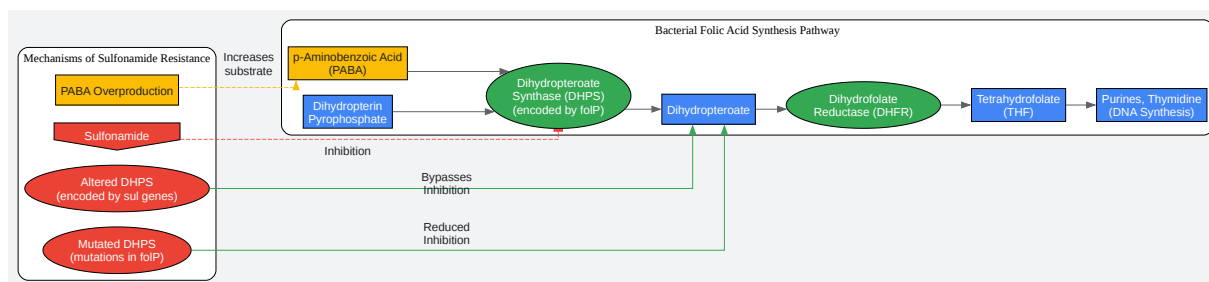 Bacterial Folic Acid Synthesis Pathway
Mechanisms of Sulfonamide Resistance
Increases
substrate
p-Aminobenzoic Acid
(PABA)
PABA Overproduction
Dihydropterin
Pyrophosphate
Dihydropteroate
Synthase (DHPS)
(encoded by folP)
Dihydropteroate
Dihydrofolate
Reductase (DHFR)
Tetrahydrofolate
(THF)
Purines, Thymidine
(DNA Synthesis)
Sulfonamide
Inhibition
Altered DHPS
(encoded by sul genes)
Bypasses
Inhibition
Mutated DHPS
(mutations in folP)
Reduced
Inhibition